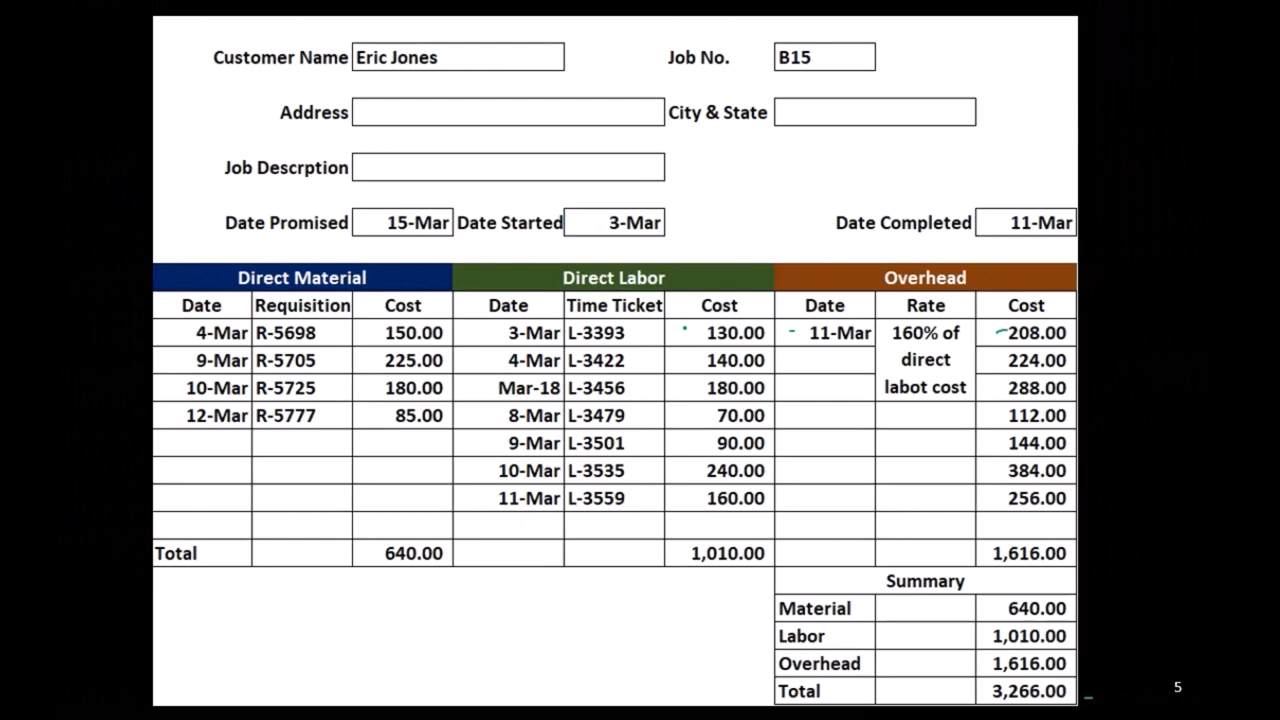 Customer Name Eric Jones Job No. B15
Address City & State
Job Descrption
Date Promised 15-Mar Date Started 3-Mar Date Completed 11-Mar
Direct Material Direct Labor Overhead
Date Requisition Cost Date Time Ticket Cost Date Rate Cost
4-Mar R-5698 150.00 3-Mar L-3393 130.00 11-Mar 160% of 208.00
9-Mar R-5705 225.00 4-Mar L-3422 140.00 direct 224.00
10-Mar R-5725 180.00 Mar-18 L-3456 180.00 labot cost 288.00
12-Mar R-5777 85.00 8-Mar L-3479 70.00 112.00
9-Mar L-3501 90.00 144.00
10-Mar L-3535 240.00 384.00
11-Mar L-3559 160.00 256.00
Total 640.00 1,010.00 1,616.00
Summary
Material 640.00
Labor 1,010.00
Overhead 1,616.00
Total 3,266.00
5